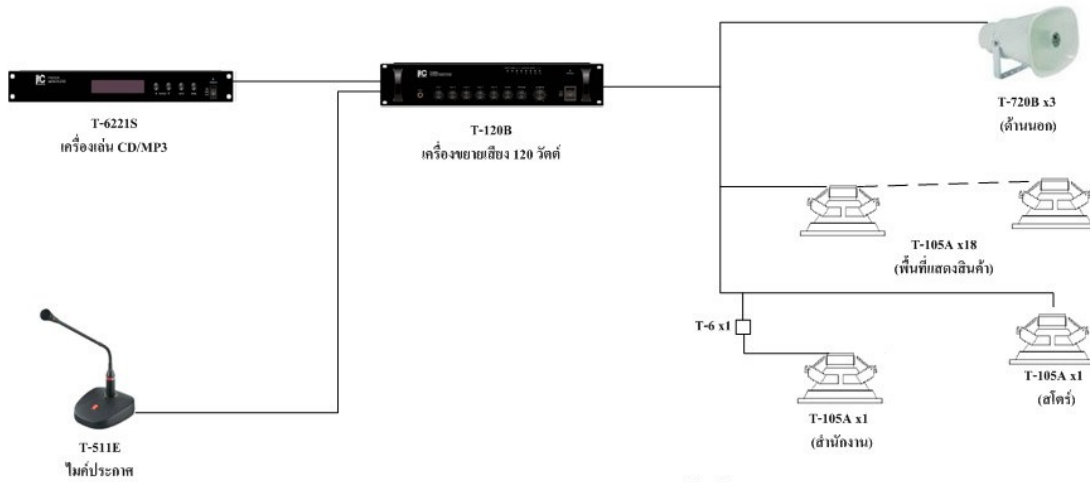 T-6221S
เครื่องเล่น CD/MP3
T-120B
เครื่องขยายเสียง 120 วัตต์
T-720B x3
(ด้านนอก)
T-105A x18
(พื้นที่แสดงสินค้า)
T-6 x1
T-105A x1
(สโตร์)
T-105A x1
(สำนักงาน)
T-511E
ไมค์ประกาศ